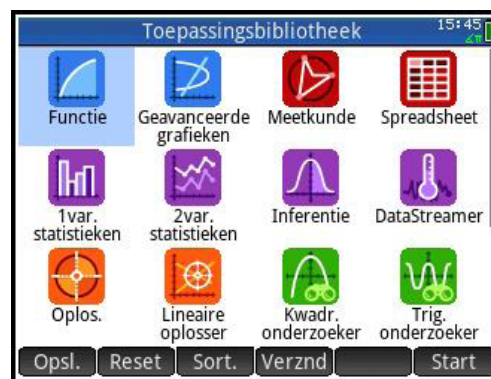 Toepassingsbibliotheek 15:45
∠π
Functie Geavanceerde grafieken Meetkunde Spreadsheet
1var. statistieken 2var. statistieken Inferentie DataStreamer
Oplos. Lineaire oplosser Kwadr. onderzoeker Trig. onderzoeker
Opsl. Reset Sort. Verznd Start